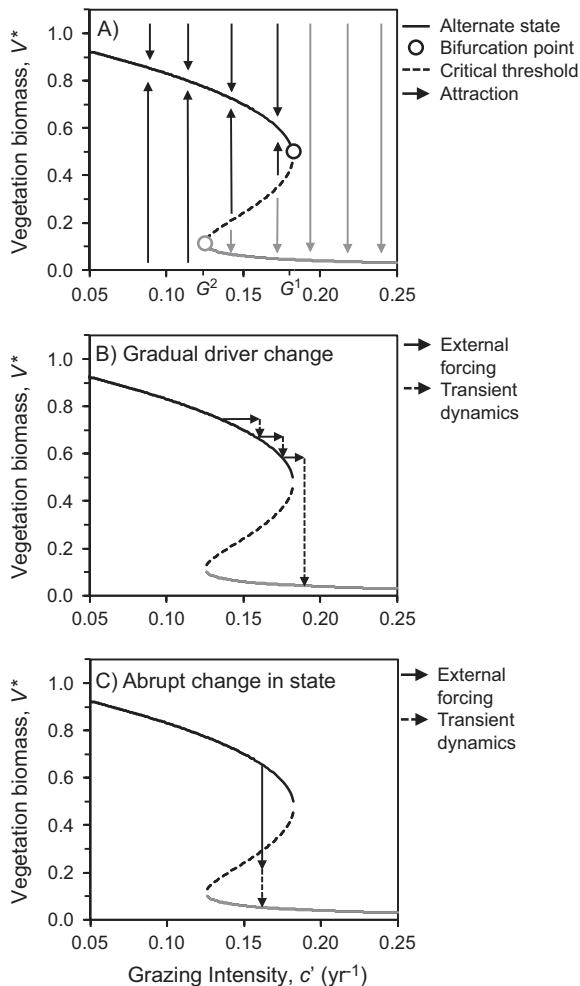 A)
Vegetation biomass, V*
1.0
0.8
0.6
0.4
0.2
0.0
0.05
0.10
G²
0.15
G¹
0.20
0.25
Alternate state
Bifurcation point
Critical threshold
Attraction
B) Gradual driver change
Vegetation biomass, V*
1.0
0.8
0.6
0.4
0.2
0.0
0.05
0.10
0.15
0.20
0.25
External
forcing
Transient
dynamics
C) Abrupt change in state
Vegetation biomass, V*
1.0
0.8
0.6
0.4
0.2
0.0
0.05
0.10
0.15
0.20
0.25
External
forcing
Transient
dynamics
Grazing Intensity, c' (yr⁻¹)